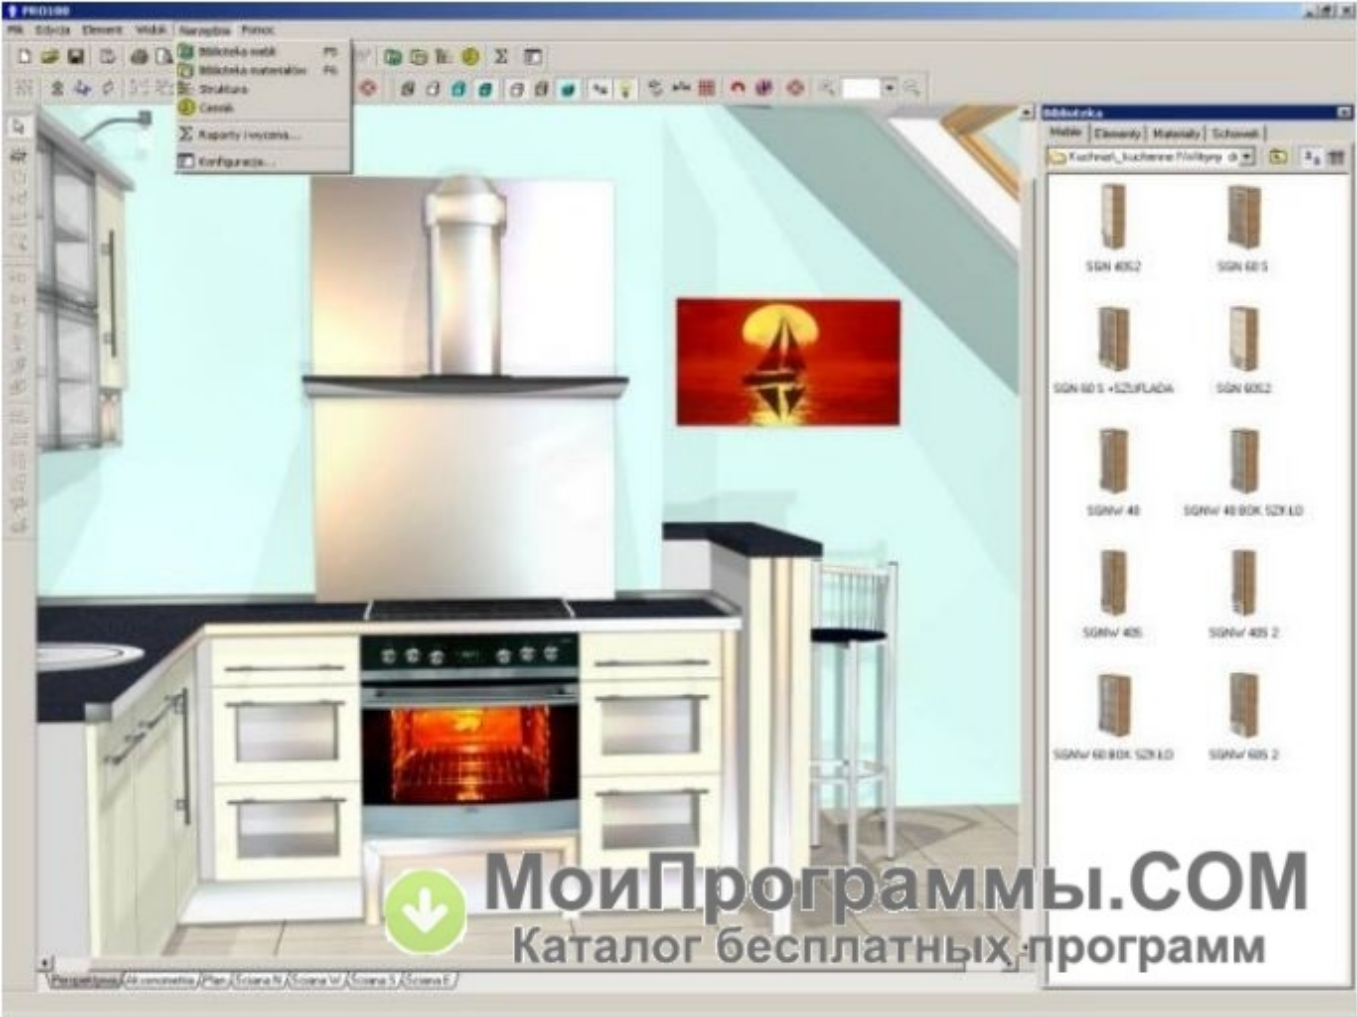 PRO100
Plik Edycja Element Widok Narzędzia Pomoc
Biblioteka mebli F5
Biblioteka materiałów F6
Struktura
Cennik
Raporty i wycena...
Konfiguracja...
Biblioteka
Meble Elementy Materiały Schowek
SGN 40S2
SGN 60 S
SGN 60 S +SZUFLADA
SGN 60S2
SGNW 40
SGNW 40 BOK SZKŁO
SGNW 40S
SGNW 40S 2
SGNW 60 BOK SZKŁO
SGNW 60S 2
МоиПрограммы.COM
Каталог бесплатных программ
Perspektywa Aksonometria Plan Ściana N Ściana W Ściana S Ściana E